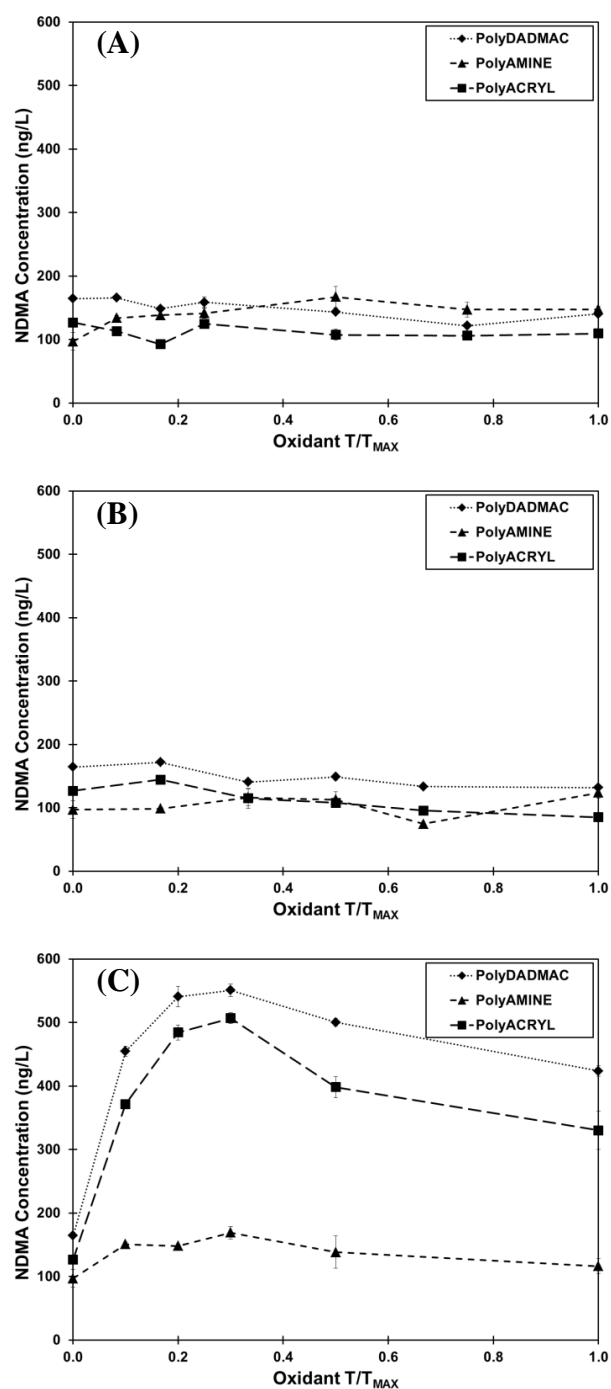 (A)
PolyDADMAC
PolyAMINE
PolyACRYL
NDMA Concentration (ng/L)
600
500
400
300
200
100
0
0.0 0.2 0.4 0.6 0.8 1.0
Oxidant T/TMAX
(B)
PolyDADMAC
PolyAMINE
PolyACRYL
NDMA Concentration (ng/L)
600
500
400
300
200
100
0
0.0 0.2 0.4 0.6 0.8 1.0
Oxidant T/TMAX
(C)
PolyDADMAC
PolyAMINE
PolyACRYL
NDMA Concentration (ng/L)
600
500
400
300
200
100
0
0.0 0.2 0.4 0.6 0.8 1.0
Oxidant T/TMAX